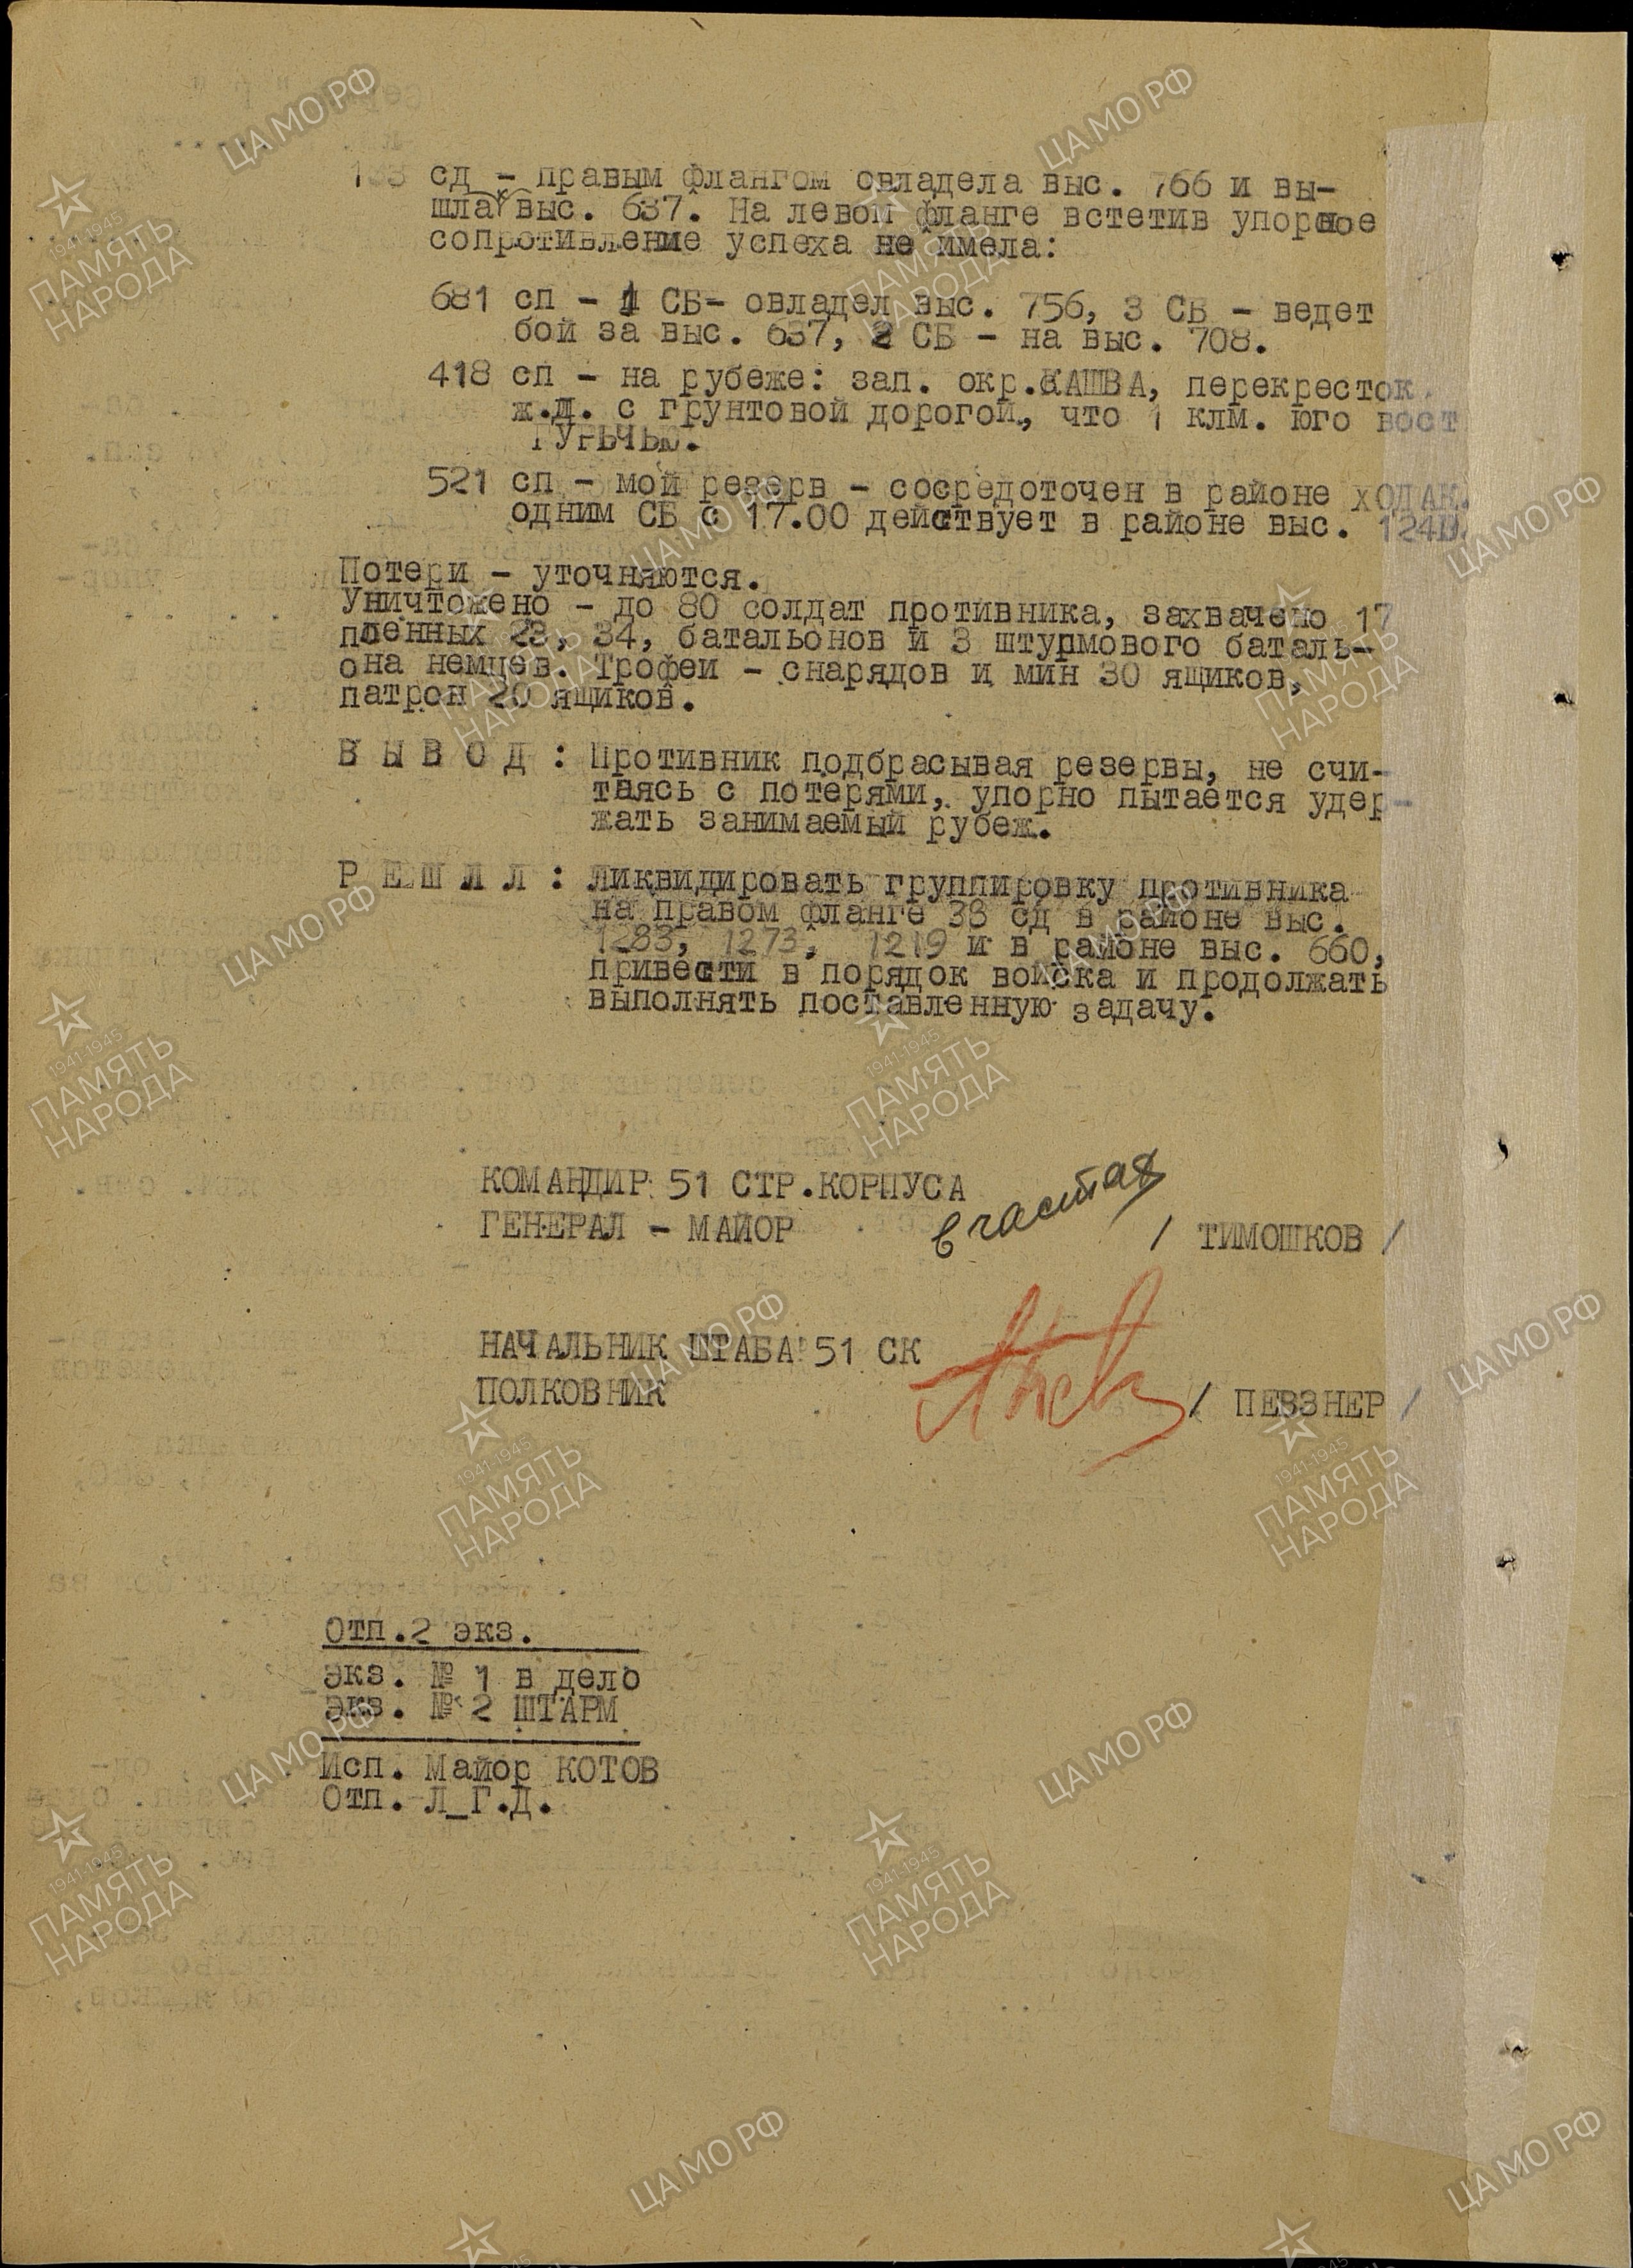 133 сд - правым флангом овладела выс. 766 и вы-
шла к выс. 637. На левом фланге встетив упорное
сопротивление успеха не имела:
681 сп - 1 СБ- овладел выс. 756, 3 СБ - ведет
бой за выс. 637, 2 СБ - на выс. 708.
418 сп - на рубеже: зап. окр. КАШВА, перекресток
ж.д. с грунтовой дорогой, что 1 клм. юго вост
521 сп - мой резерв - сосредоточен в районе ХОДАК.
одним СБ с 17.00 действует в районе выс.
Потери - уточняются.
Уничтожено - до 80 солдат противника, захвачено 17
пленных 23, 34, батальонов и 3 штурмового баталь-
она немцев. Трофеи - снарядов и мин 30 ящиков,
патрон 20 ящиков.
В Ы В О Д : Противник подбрасывая резервы, не счи-
таясь с потерями, упорно пытается удер-
жать занимаемый рубеж.
Р Е Ш И Л : Ликвидировать группировку противника
на правом фланге 38 сд в районе выс.
1283, 1273, 1219 и в районе выс. 660,
привести в порядок войска и продолжать
выполнять поставленную задачу.
КОМАНДИР 51 СТР.КОРПУСА
ГЕНЕРАЛ - МАЙОР в частях / ТИМОШКОВ /
НАЧАЛЬНИК ШТАБА 51 СК
ПОЛКОВНИК / ПЕВЗНЕР /
Отп.2 экз.
экз. № 1 в дело
экз. № 2 ШТАРМ
Исп. Майор КОТОВ
Отп. Л_Г.Д.
ЦАМО РФ
1941-1945
ПАМЯТЬ
НАРОДА